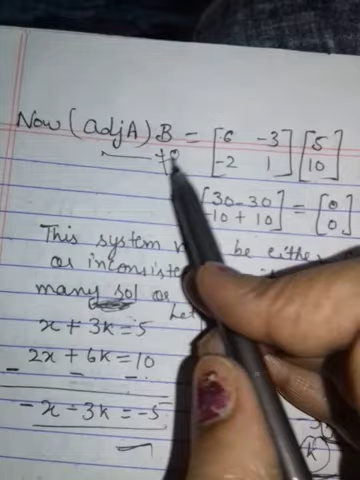 Now (adjA)B = [6 -3 -2 1] [5 10]
≠0
[30-30 -10+10] = [0 0]
This system be either
or inconsiste
many sol or Let
x + 3k = 5
- 2x + 6k = 10
- - -
- x - 3k = -5
k